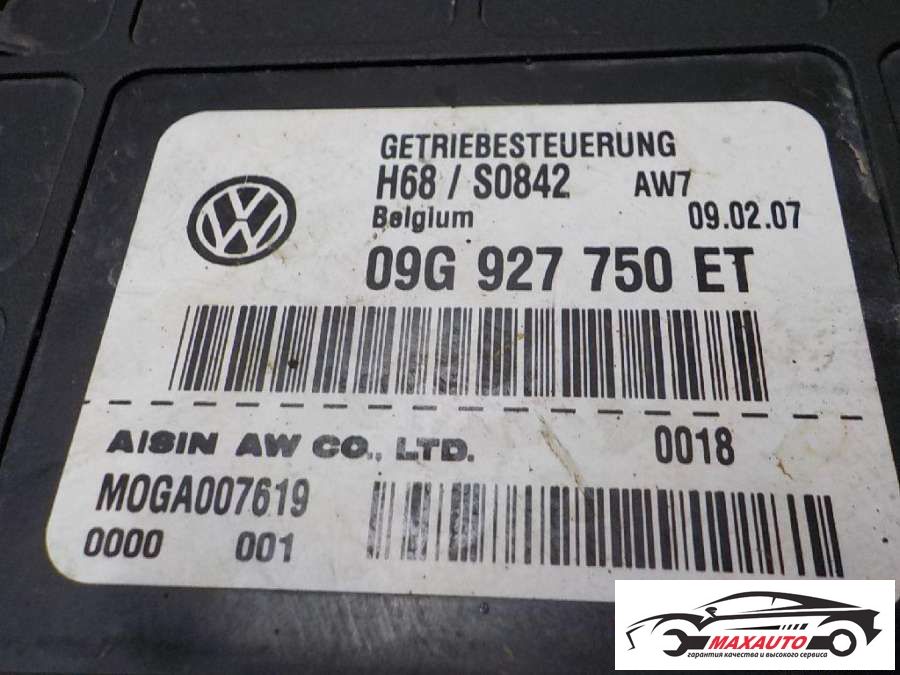 GETRIEBESTEUERUNG
H68 / S0842 AW7
Belgium 09.02.07
09G 927 750 ET
AISIN AW CO., LTD. 0018
MOGA007619
0000 001
MAXAUTO
гарантия качества и высокого сервиса